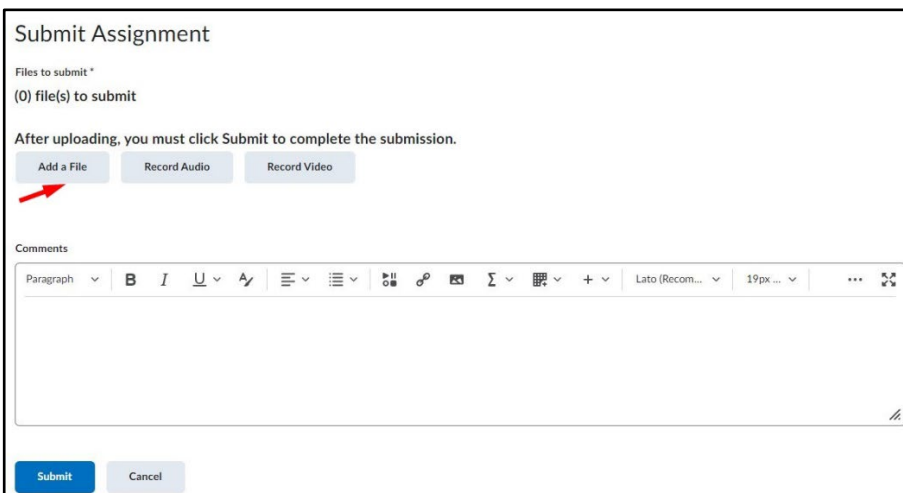 Submit Assignment
Files to submit *
(0) file(s) to submit
After uploading, you must click Submit to complete the submission.
Add a File Record Audio Record Video
Comments
Paragraph B I U A Σ + Lato (Recom... 19px ... ...
Submit Cancel